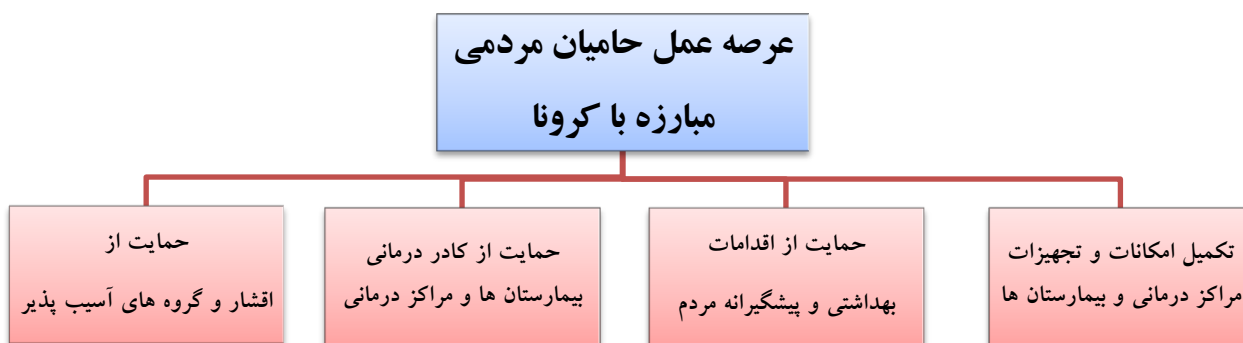 عرصه عمل حامیان مردمی
مبارزه با کرونا
تکمیل امکانات و تجهیزات
مراکز درمانی و بیمارستان ها
حمایت از اقدامات
بهداشتی و پیشگیرانه مردم
حمایت از کادر درمانی
بیمارستان ها و مراکز درمانی
حمایت از
اقشار و گروه های آسیب پذیر